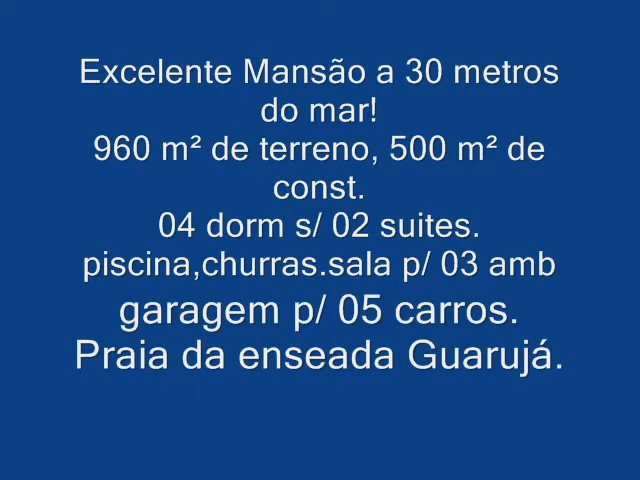 Excelente Mansão a 30 metros
do mar!
960 m² de terreno, 500 m² de
const.
04 dorm s/ 02 suites.
piscina,churras.sala p/ 03 amb
garagem p/ 05 carros.
Praia da enseada Guarujá.